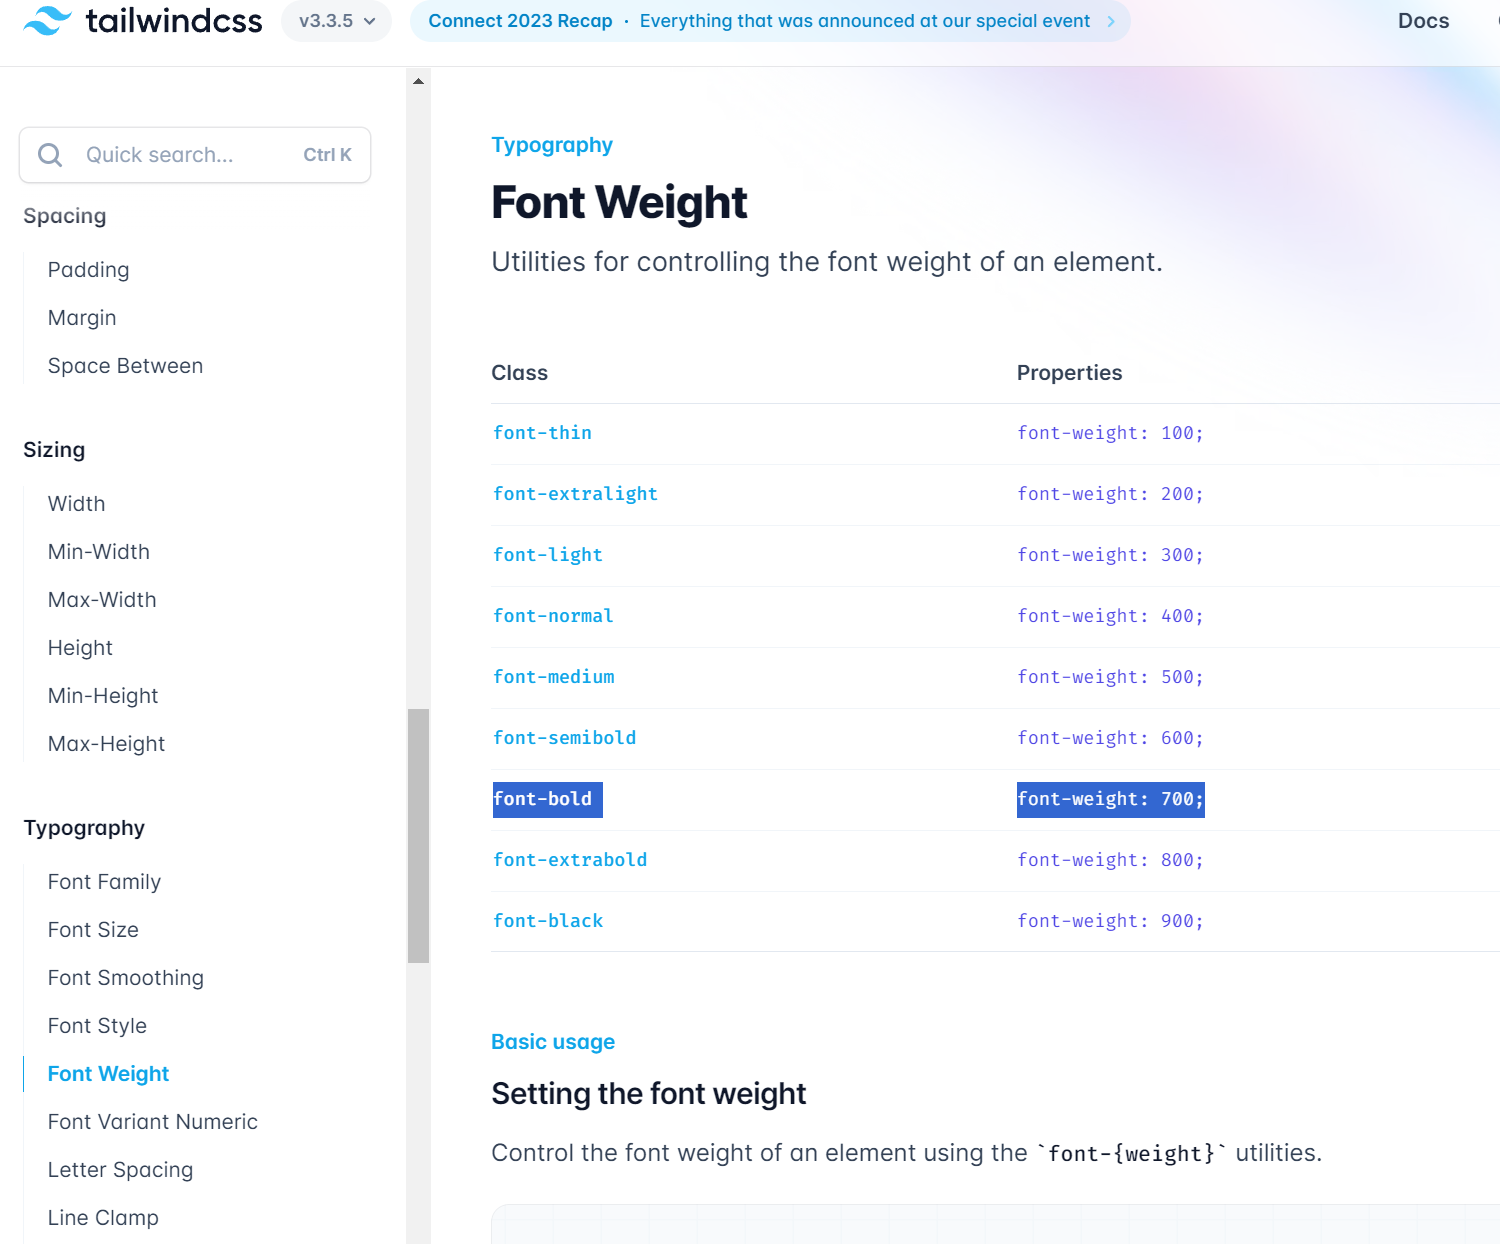 tailwindcss v3.3.5 Connect 2023 Recap · Everything that was announced at our special event Docs
Quick search... Ctrl K
Spacing
Padding
Margin
Space Between
Sizing
Width
Min-Width
Max-Width
Height
Min-Height
Max-Height
Typography
Font Family
Font Size
Font Smoothing
Font Style
Font Weight
Font Variant Numeric
Letter Spacing
Line Clamp
Typography
Font Weight
Utilities for controlling the font weight of an element.
Class Properties
font-thin font-weight: 100;
font-extralight font-weight: 200;
font-light font-weight: 300;
font-normal font-weight: 400;
font-medium font-weight: 500;
font-semibold font-weight: 600;
font-bold font-weight: 700;
font-extrabold font-weight: 800;
font-black font-weight: 900;
Basic usage
Setting the font weight
Control the font weight of an element using the `font-{weight}` utilities.